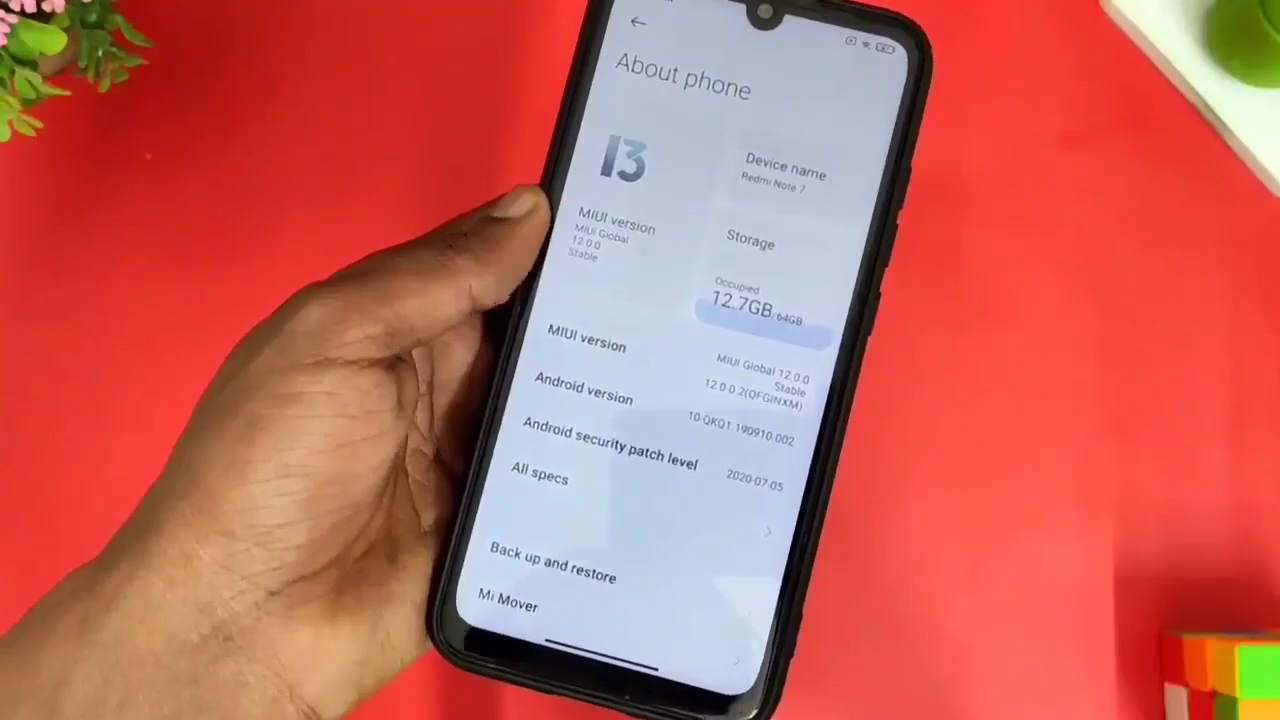 About phone
13
MIUI version
MIUI Global
12.0.0
Stable
Device name
Redmi Note 7
Storage
Occupied
12.7GB/64GB
MIUI version
MIUI Global 12.0.0
Stable
12.0.0.2(QFGINXM)
Android version
10 QKQ1.190910.002
Android security patch level
2020-07-05
All specs
Back up and restore
Mi Mover